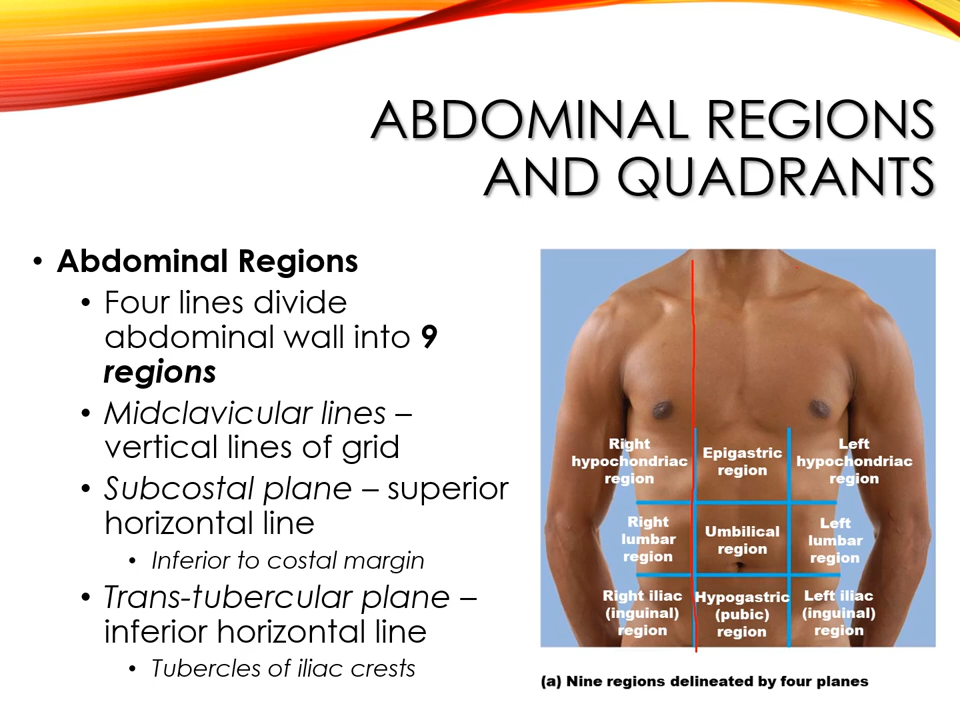 ABDOMINAL REGIONS
AND QUADRANTS
• Abdominal Regions
• Four lines divide
abdominal wall into 9
regions
• Midclavicular lines –
vertical lines of grid
• Subcostal plane – superior
horizontal line
• Inferior to costal margin
• Trans-tubercular plane –
inferior horizontal line
• Tubercles of iliac crests
Right
hypochondriac
region
Epigastric
region
Left
hypochondriac
region
Right
lumbar
region
Umbilical
region
Left
lumbar
region
Right iliac
(inguinal)
region
Hypogastric
(pubic)
region
Left iliac
(inguinal)
region
(a) Nine regions delineated by four planes